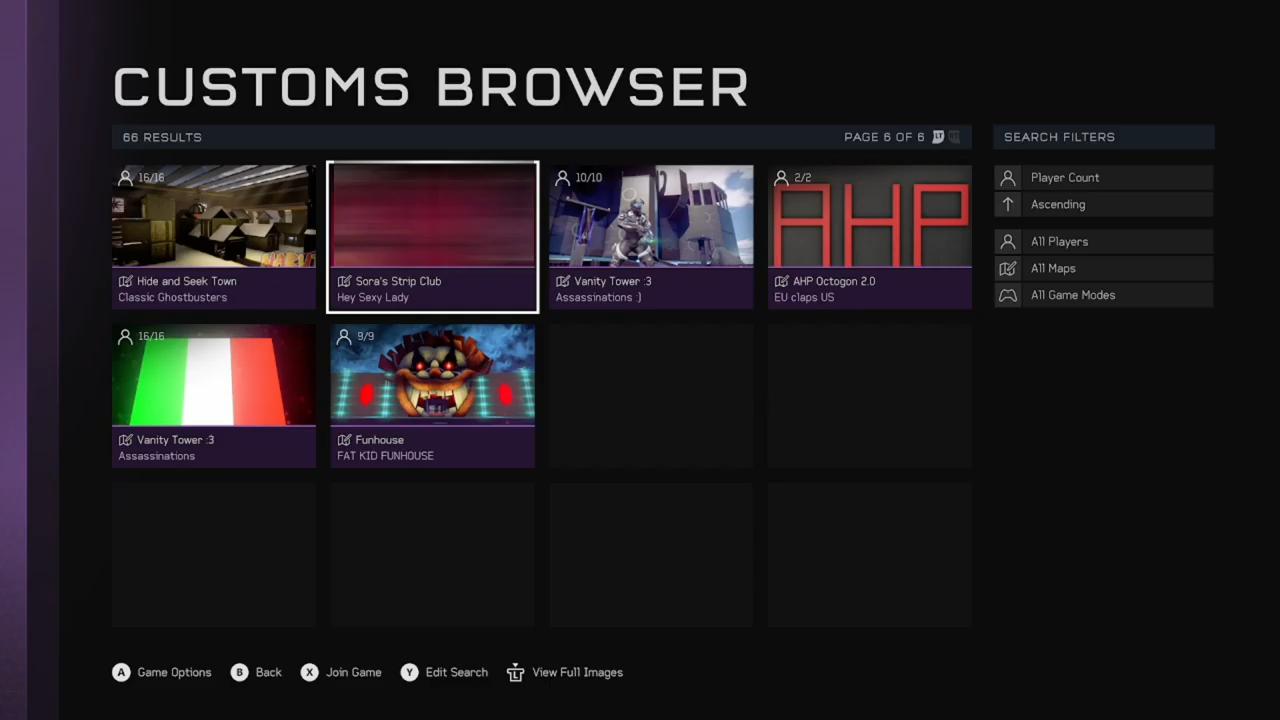 CUSTOMS BROWSER
66 RESULTS
PAGE 6 OF 6
LT
RT
SEARCH FILTERS
16/16
10/10
2/2
AHP
Player Count
Ascending
All Players
All Maps
All Game Modes
Hide and Seek Town
Classic Ghostbusters
Sora's Strip Club
Hey Sexy Lady
Vanity Tower :3
Assassinations :)
AHP Octogon 2.0
EU claps US
16/16
9/9
Vanity Tower :3
Assassinations
Funhouse
FAT KID FUNHOUSE
A Game Options
B Back
X Join Game
Y Edit Search
View Full Images